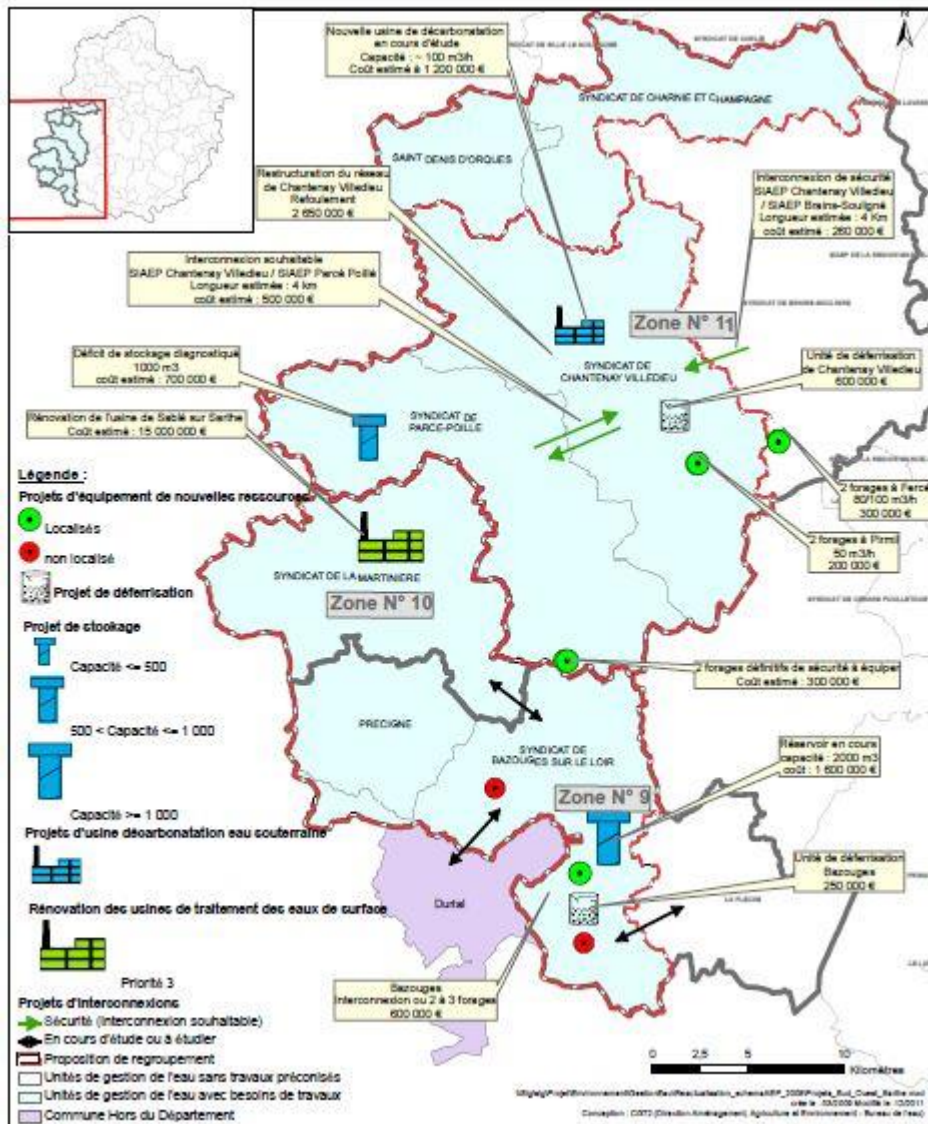 N
Nouvelle usine de décarbonatation
en cours d'étude
Capacité : ~ 100 m3/h
Coût estimé à 1 200 000 €
SYNDICAT DE CHARNIE ET CHAMPAGNE
SAINT DENIS D'ORQUES
Restructuration du réseau
de Chantenay Villedieu
Refoulement
2 650 000 €
Interconnexion de sécurité
SIAEP Chantenay Villedieu
/ SIAEP Brains-Souligné
Longueur estimée : 4 Km
coût estimé : 260 000 €
Interconnexion souhaitable
SIAEP Chantenay Villedieu / SIAEP Parcé Poillé
Longueur estimée : 4 km
coût estimé : 500 000 €
Zone N° 11
Déficit de stockage diagnostiqué
1000 m3
coût estimé : 700 000 €
SYNDICAT DE
CHANTENAY VILLEDIEU
Unité de déferrisation
de Chantenay Villedieu
600 000 €
Rénovation de l'usine de Sablé sur Sarthe
Coût estimé : 15 000 000 €
SYNDICAT DE
PARCE-POILLE
2 forages à Fercé
80/100 m3/h
300 000 €
2 forages à Pirmil
50 m3/h
200 000 €
SYNDICAT DE LA MARTINIERE
Zone N° 10
2 forages définitifs de sécurité à équiper
Coût estimé : 300 000 €
PRECIGNE
SYNDICAT DE
BAZOUGES SUR LE LOIR
Réservoir en cours
capacité : 2000 m3
coût : 1 600 000 €
Zone N° 9
Unité de déferrisation
Bazouges
250 000 €
LA FLECHE
Durtal
Bazouges
Interconnexion ou 2 à 3 forages
600 000 €
Légende :
Projets d'équipement de nouvelles ressources
Localisés
non localisé
Projet de déferrisation
Projet de stockage
Capacité <= 500
500 < Capacité <= 1 000
Capacité >= 1 000
Projets d'usine décarbonatation eau souterraine
Rénovation des usines de traitement des eaux de surface
Priorité 3
Projets d'interconnexions
Sécurité (Interconnexion souhaitable)
En cours d'étude ou à étudier
Proposition de regroupement
Unités de gestion de l'eau sans travaux préconisés
Unités de gestion de l'eau avec besoins de travaux
Commune Hors du Département
0 2,5 5 10
Kilomètres
Conception : CG72 (Direction Aménagement, Agriculture et Environnement - Bureau de l'eau)